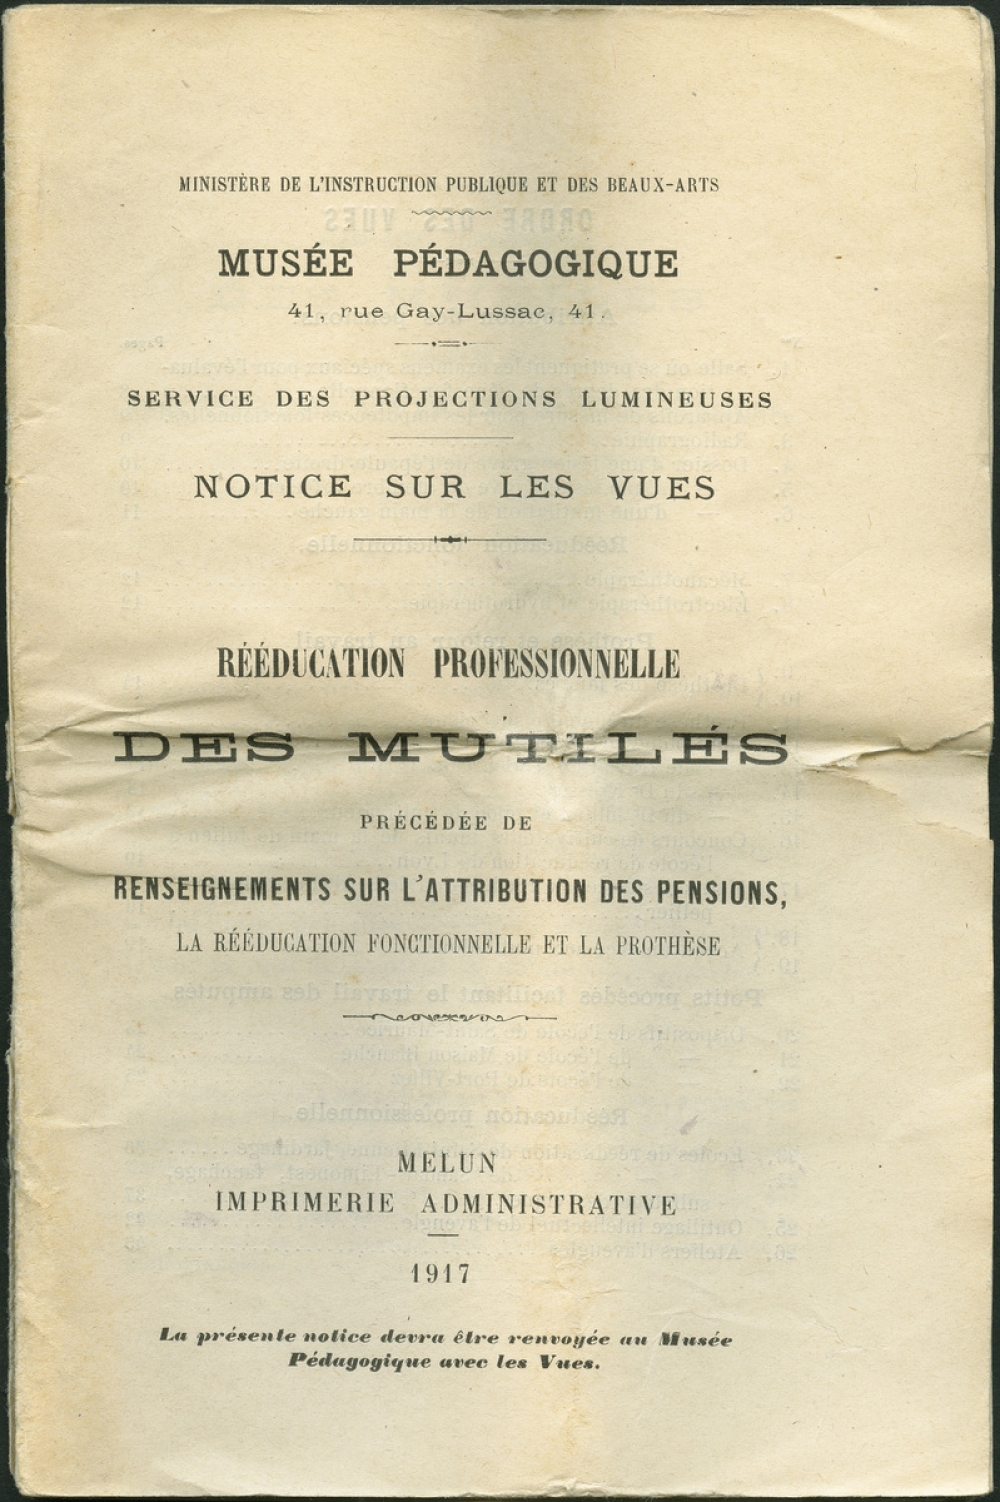 MINISTÈRE DE L'INSTRUCTION PUBLIQUE ET DES BEAUX-ARTS
MUSÉE PÉDAGOGIQUE
41, rue Gay-Lussac, 41.
SERVICE DES PROJECTIONS LUMINEUSES
NOTICE SUR LES VUES
RÉÉDUCATION PROFESSIONNELLE
DES MUTILÉS
PRÉCÉDÉE DE
RENSEIGNEMENTS SUR L'ATTRIBUTION DES PENSIONS,
LA RÉÉDUCATION FONCTIONNELLE ET LA PROTHÈSE
MELUN
IMPRIMERIE ADMINISTRATIVE
1917
La présente notice devra être renvoyée au Musée
Pédagogique avec les Vues.